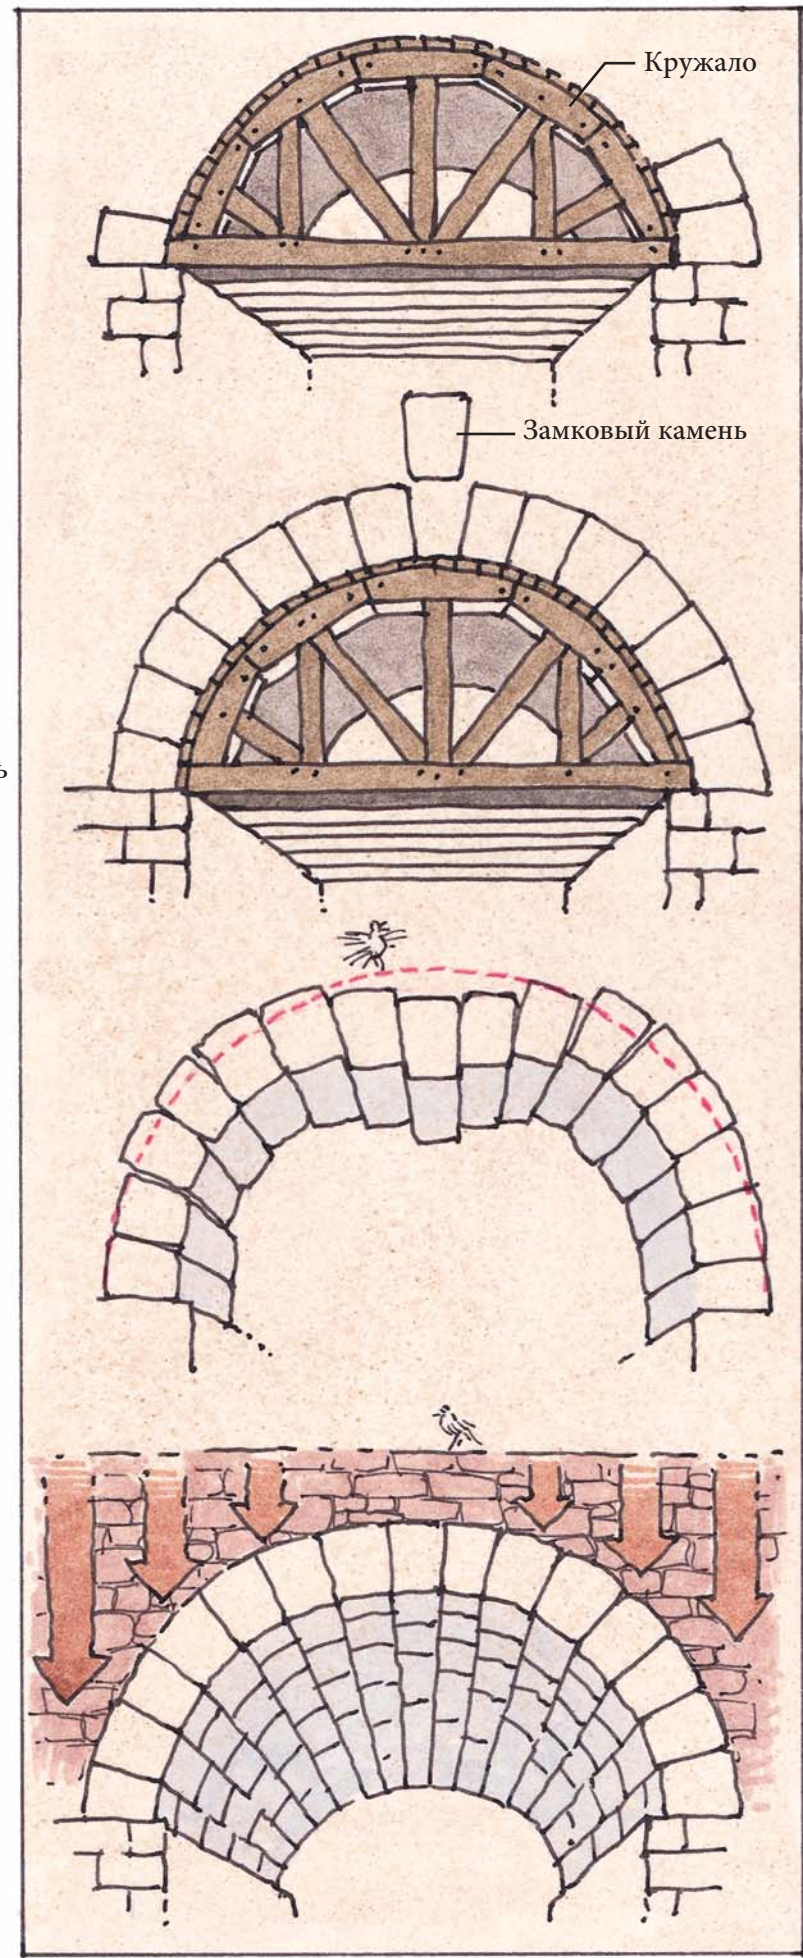 Кружало
Замковый камень
ь